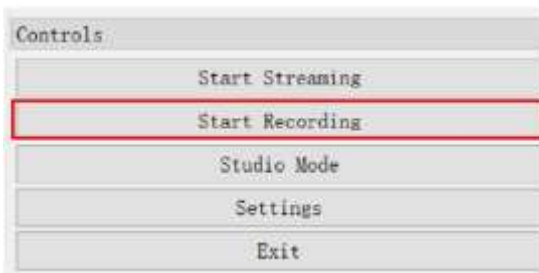 Controls
Start Streaming
Start Recording
Studio Mode
Settings
Exit